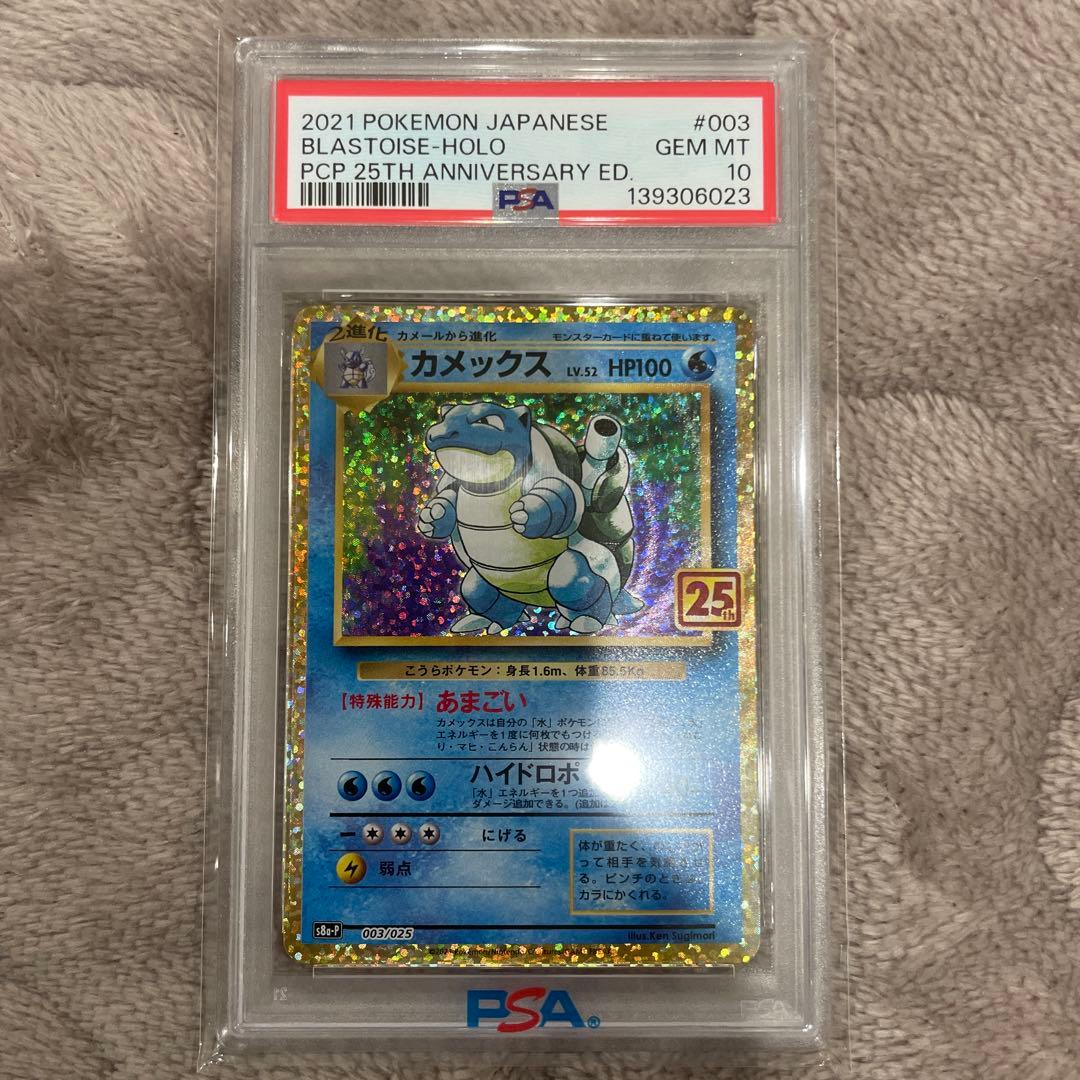 2021 POKEMON JAPANESE #003
BLASTOISE-HOLO GEM MT
PCP 25TH ANNIVERSARY ED. 10
PSA 139306023
2進化 カメールから進化 モンスターカードに重ねて使います。
カメックス LV.52 HP100
25th
こうらポケモン：身長1.6m、体重85.5Kg
【特殊能力】あまごい
カメックスは自分の「水」ポケモンに
エネルギーを1度に何枚でもつける
り・マヒ・こんらん」状態の時は
ハイドロポ
「水」エネルギーを1つ追
ダメージ追加できる。(追加は
にげる
弱点
体が重たく、
って相手を気
る。ピンチのときは
カラにかくれる。
s8a-P 003/025
illus.Ken Sugimori
PSA®